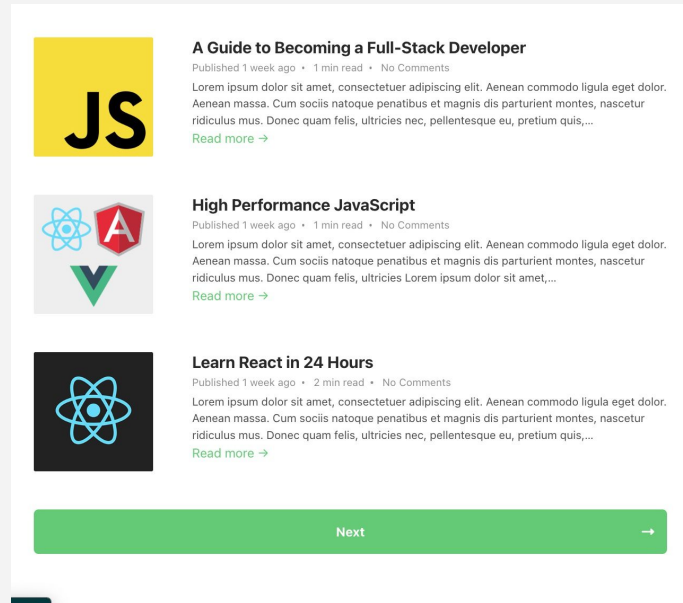 JS
A Guide to Becoming a Full-Stack Developer
Published 1 week ago • 1 min read • No Comments
Lorem ipsum dolor sit amet, consectetuer adipiscing elit. Aenean commodo ligula eget dolor.
Aenean massa. Cum sociis natoque penatibus et magnis dis parturient montes, nascetur
ridiculus mus. Donec quam felis, ultricies nec, pellentesque eu, pretium quis,...
Read more →
A
High Performance JavaScript
Published 1 week ago • 1 min read • No Comments
Lorem ipsum dolor sit amet, consectetuer adipiscing elit. Aenean commodo ligula eget dolor.
Aenean massa. Cum sociis natoque penatibus et magnis dis parturient montes, nascetur
ridiculus mus. Donec quam felis, ultricies Lorem ipsum dolor sit amet,...
Read more →
Learn React in 24 Hours
Published 1 week ago • 2 min read • No Comments
Lorem ipsum dolor sit amet, consectetuer adipiscing elit. Aenean commodo ligula eget dolor.
Aenean massa. Cum sociis natoque penatibus et magnis dis parturient montes, nascetur
ridiculus mus. Donec quam felis, ultricies nec, pellentesque eu, pretium quis,...
Read more →
Next →